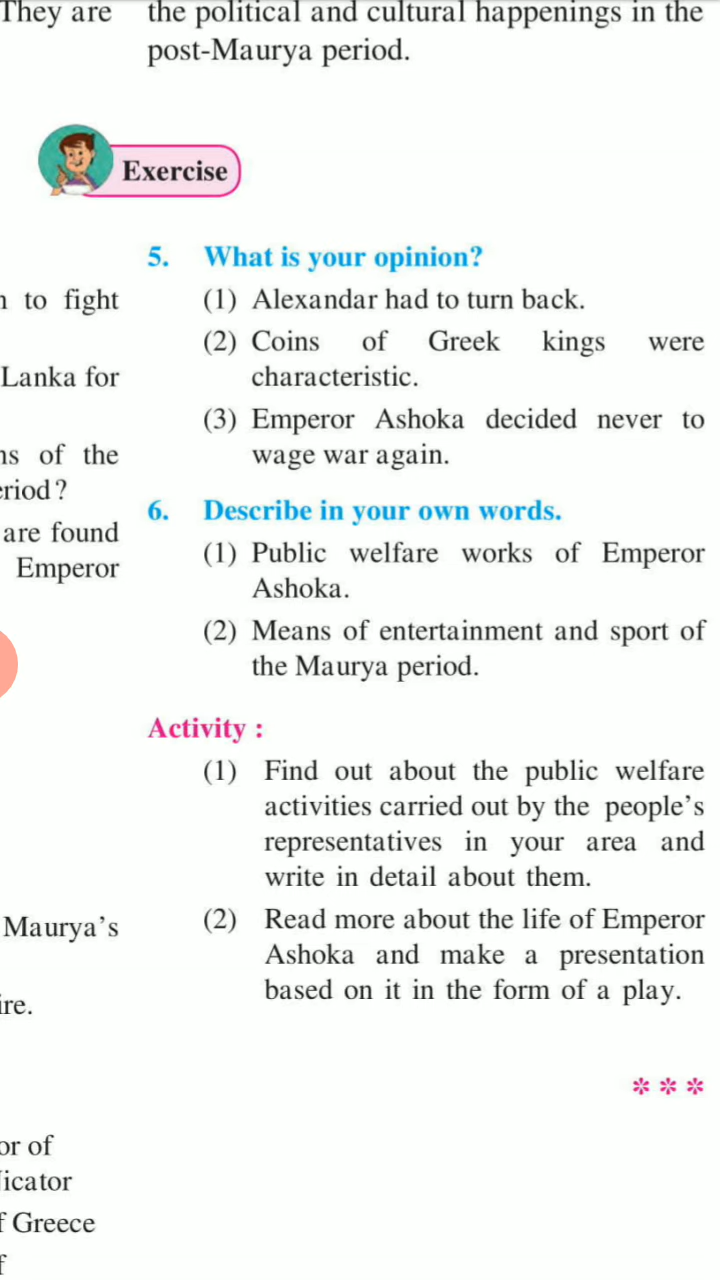 They are
the political and cultural happenings in the
post-Maurya period.
Exercise
to fight
Lanka for
of the
are found
Emperor
Maurya's
of
Greece
5. What is your opinion?
(1) Alexandar had to turn back.
(2) Coins of Greek kings were
characteristic.
(3) Emperor Ashoka decided never to
wage war again.
6. Describe in your own words.
(1) Public welfare works of Emperor
Ashoka.
(2) Means of entertainment and sport of
the Maurya period.
Activity :
(1) Find out about the public welfare
activities carried out by the people's
representatives in your area and
write in detail about them.
(2) Read more about the life of Emperor
Ashoka and make a presentation
based on it in the form of a play.
***